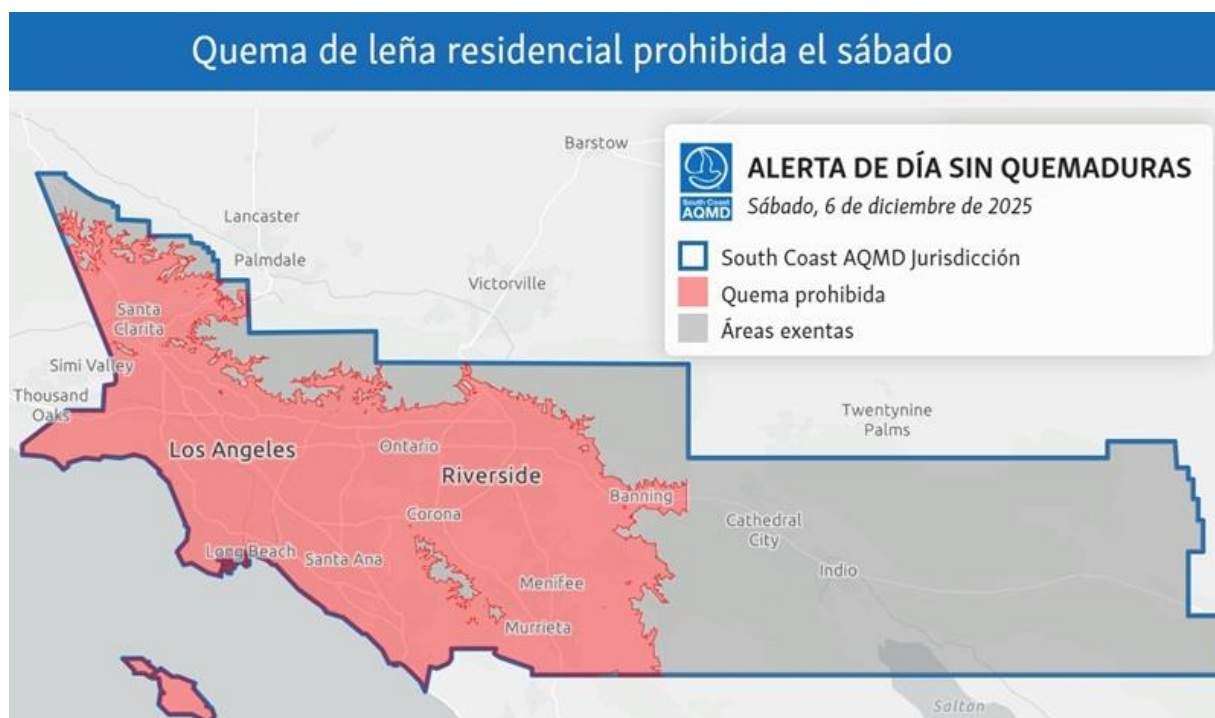 Quema de leña residencial prohibida el sábado
Barstow
ALERTA DE DÍA SIN QUEMADURAS
South Coast
AQMD
Sábado, 6 de diciembre de 2025
South Coast AQMD Jurisdicción
Quema prohibida
Áreas exentas
Lancaster
Palmdale
Victorville
Santa
Clarita
Simi Valley
Thousand
Oaks
Twentynine
Palms
Los Angeles
Ontario
Riverside
Banning
Corona
Cathedral
City
Long Beach
Santa Ana
Indio
Menifee
Murrieta
Salton